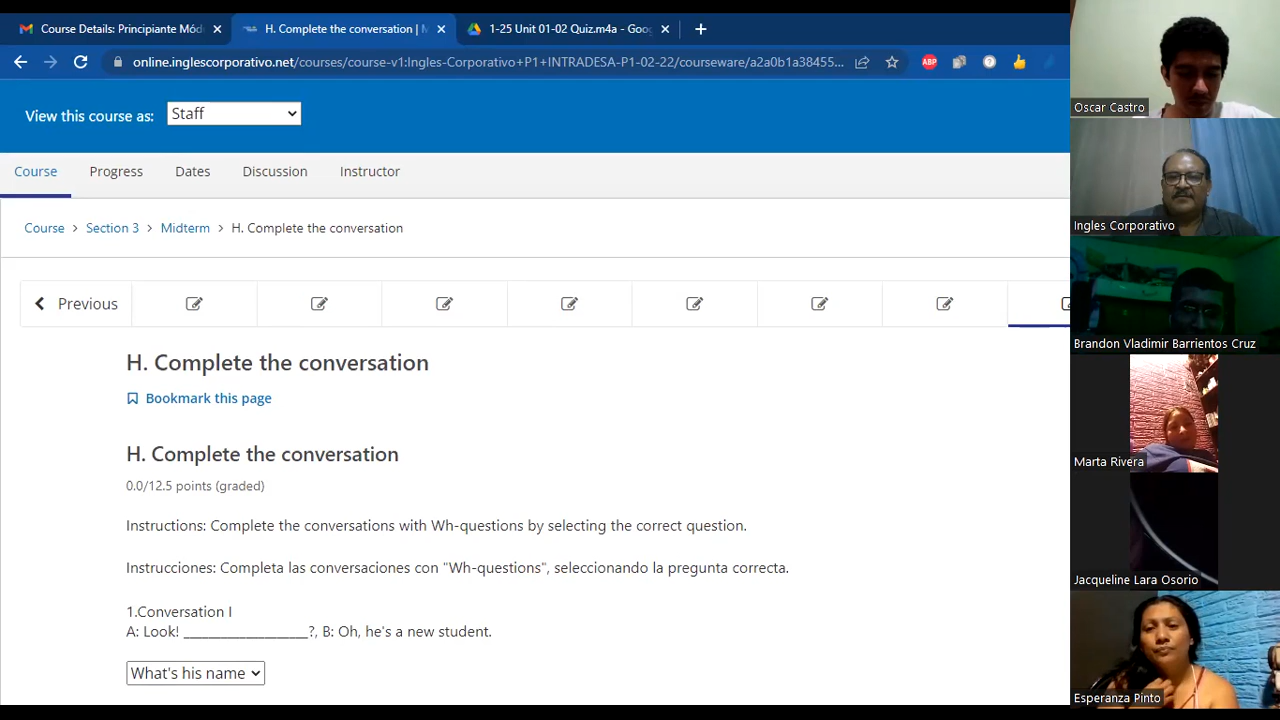 Course Details: Principiante Mód
H. Complete the conversation | M
1-25 Unit 01-02 Quiz.m4a - Goog
online.inglescorporativo.net/courses/course-v1:Ingles-Corporativo+P1+INTRADESA-P1-02-22/courseware/a2a0b1a38455...
ABP
View this course as: Staff
Course Progress Dates Discussion Instructor
Course > Section 3 > Midterm > H. Complete the conversation
Previous
H. Complete the conversation
Bookmark this page
H. Complete the conversation
0.0/12.5 points (graded)
Instructions: Complete the conversations with Wh-questions by selecting the correct question.
Instrucciones: Completa las conversaciones con "Wh-questions", seleccionando la pregunta correcta.
1.Conversation I
A: Look! ____________________?, B: Oh, he's a new student.
What's his name
Oscar Castro
Ingles Corporativo
Brandon Vladimir Barrientos Cruz
Marta Rivera
Jacqueline Lara Osorio
Esperanza Pinto